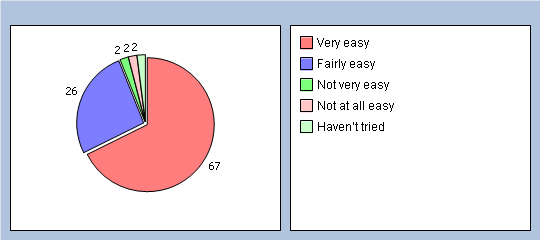 2 2 2
26
67
Very easy
Fairly easy
Not very easy
Not at all easy
Haven't tried